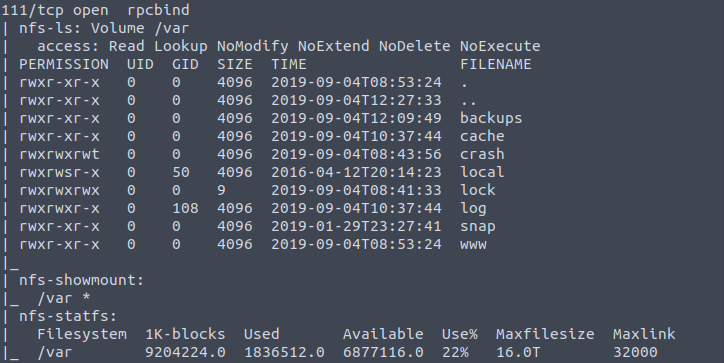 111/tcp open  rpcbind
| nfs-ls: Volume /var
|   access: Read Lookup NoModify NoExtend NoDelete NoExecute
| PERMISSION  UID  GID  SIZE  TIME                 FILENAME
| rwxr-xr-x   0    0    4096  2019-09-04T08:53:24  .
| rwxr-xr-x   0    0    4096  2019-09-04T12:27:33  ..
| rwxr-xr-x   0    0    4096  2019-09-04T12:09:49  backups
| rwxr-xr-x   0    0    4096  2019-09-04T10:37:44  cache
| rwxrwxrwt   0    0    4096  2019-09-04T08:43:56  crash
| rwxrwsr-x   0    50   4096  2016-04-12T20:14:23  local
| rwxrwxrwx   0    0    9     2019-09-04T08:41:33  lock
| rwxrwxr-x   0    108  4096  2019-09-04T10:37:44  log
| rwxr-xr-x   0    0    4096  2019-01-29T23:27:41  snap
| rwxr-xr-x   0    0    4096  2019-09-04T08:53:24  www
|_
| nfs-showmount:
|_  /var *
| nfs-statfs:
|   Filesystem  1K-blocks  Used       Available  Use%  Maxfilesize  Maxlink
|_  /var        9204224.0  1836512.0  6877116.0  22%   16.0T        32000